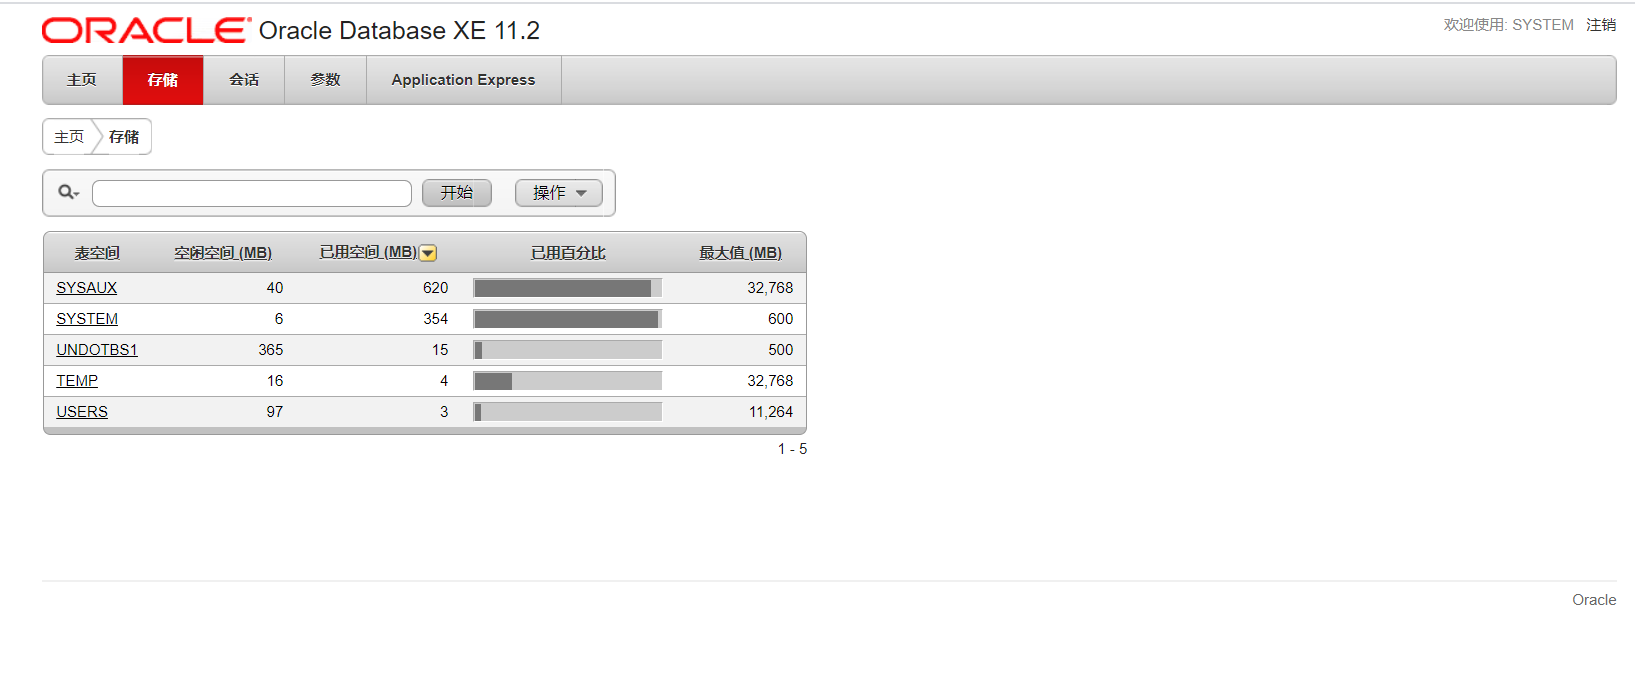 ORACLE Oracle Database XE 11.2
欢迎使用: SYSTEM 注销
主页 存储 会话 参数 Application Express
主页 存储
开始 操作
表空间 空闲空间 (MB) 已用空间 (MB) 已用百分比 最大值 (MB)
SYSAUX 40 620 32,768
SYSTEM 6 354 600
UNDOTBS1 365 15 500
TEMP 16 4 32,768
USERS 97 3 11,264
1 - 5
Oracle